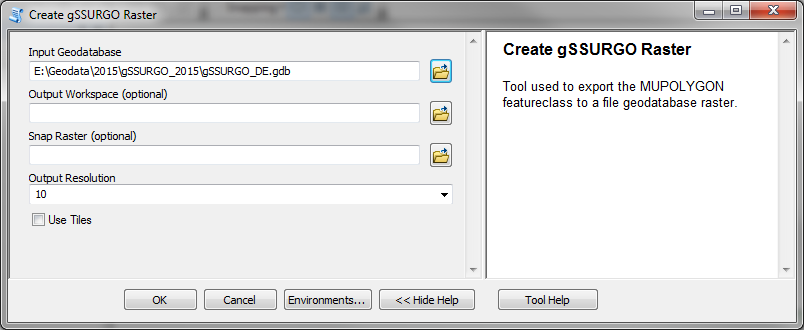 Create gSSURGO Raster
Input Geodatabase
E:\Geodata\2015\gSSURGO_2015\gSSURGO_DE.gdb
Output Workspace (optional)
Snap Raster (optional)
Output Resolution
10
Use Tiles
OK
Cancel
Environments...
<< Hide Help
Create gSSURGO Raster
Tool used to export the MUPOLYGON
featureclass to a file geodatabase raster.
Tool Help